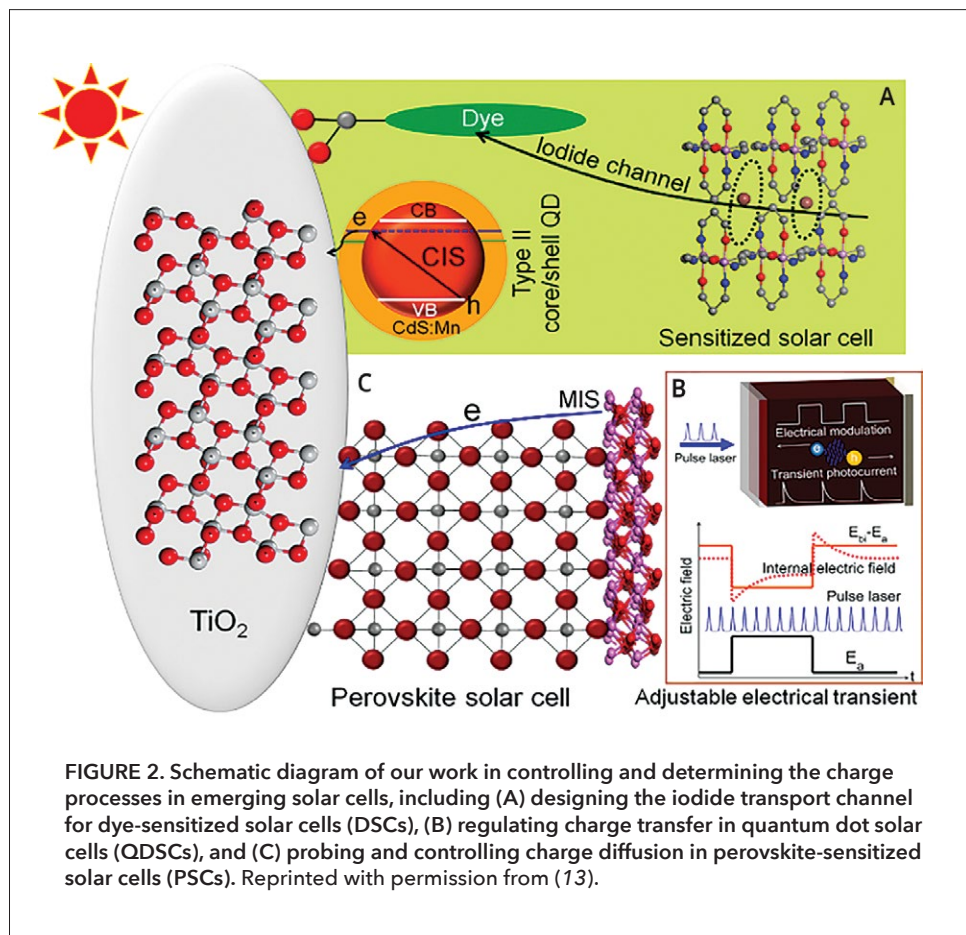 A
Dye
Iodide channel
e
CB
CIS
VB
h
CdS:Mn
Type II
core/shell QD
Sensitized solar cell
TiO2
C
e
MIS
Perovskite solar cell
B
Pulse laser
Electrical modulation
e
h
Transient photocurrent
Ebi-Ea
Internal electric field
Pulse laser
Ea
Electric field
t
Adjustable electrical transient
FIGURE 2. Schematic diagram of our work in controlling and determining the charge
processes in emerging solar cells, including (A) designing the iodide transport channel
for dye-sensitized solar cells (DSCs), (B) regulating charge transfer in quantum dot solar
cells (QDSCs), and (C) probing and controlling charge diffusion in perovskite-sensitized
solar cells (PSCs). Reprinted with permission from (13).